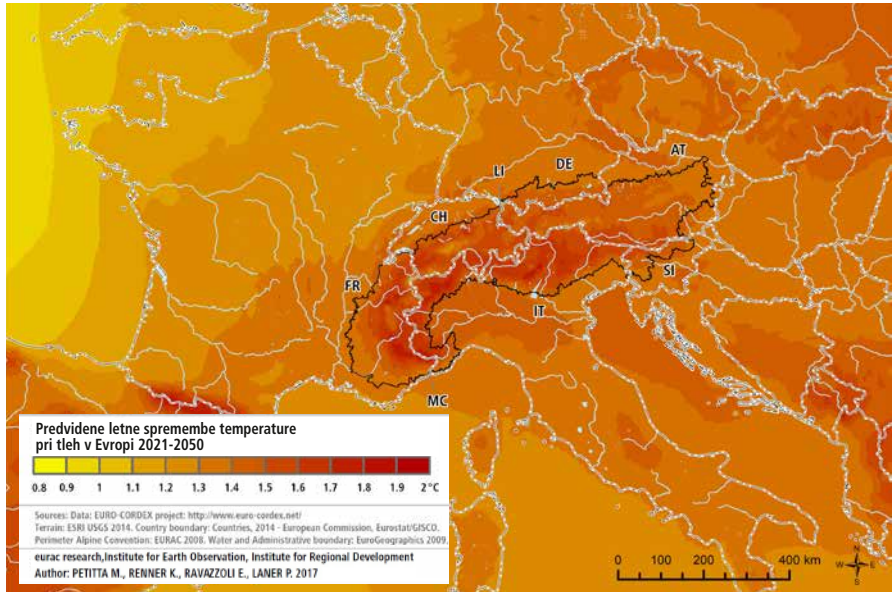 AT
DE
LI
CH
FR
SI
IT
MC
Predvidene letne spremembe temperature
pri tleh v Evropi 2021-2050
0.8 0.9 1 1.1 1.2 1.3 1.4 1.5 1.6 1.7 1.8 1.9 2°C
Sources: Data: EURO-CORDEX project: http://www.euro-cordex.net/
Terrain: ESRI USGS 2014. Country boundary: Countries, 2014 - European Commission, Eurostat/GISCO.
Perimeter Alpine Convention: EURAC 2008. Water and Administrative boundary: EuroGeographics 2009.
eurac research,Institute for Earth Observation, Institute for Regional Development
Author: PETITTA M., RENNER K., RAVAZZOLI E., LANER P. 2017
0 100 200 400 km
N
W E
S